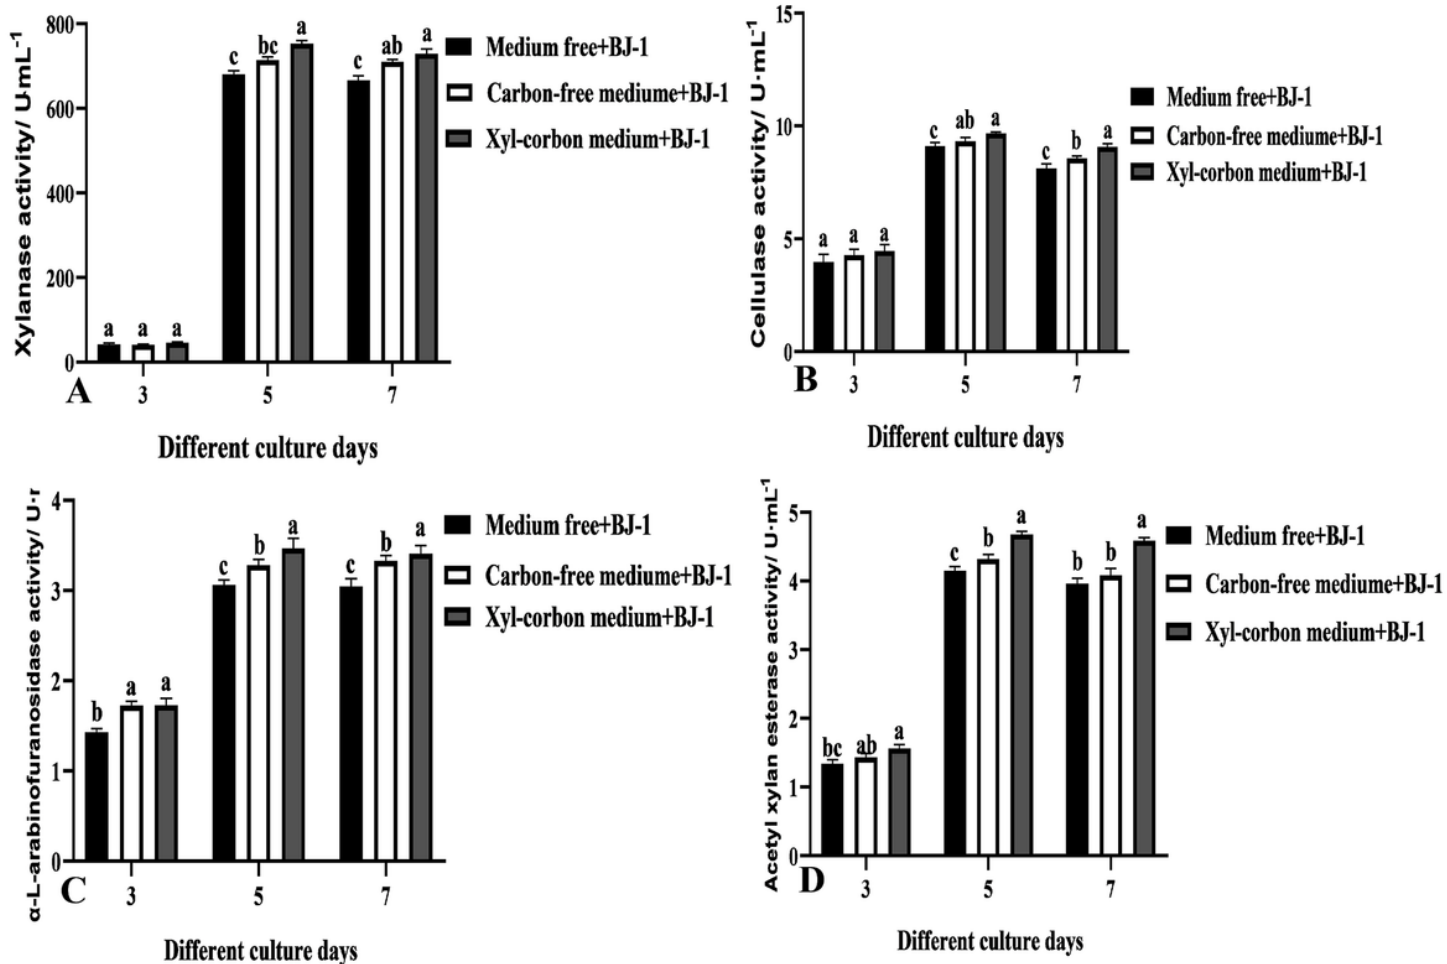 Xylanase activity/ U·mL⁻¹
800
600
400
200
0
c bc a c ab a
a a a
3 5 7
A
Different culture days
Medium free+BJ-1
Carbon-free mediume+BJ-1
Xyl-corbon medium+BJ-1
Cellulase activity/ U·mL⁻¹
15
10
5
0
c ab a c b a
a a a
3 5 7
B
Different culture days
Medium free+BJ-1
Carbon-free mediume+BJ-1
Xyl-corbon medium+BJ-1
α-L-arabinofuranosidase activity/ U·r
4
3
2
1
0
c b a c b a
b a a
3 5 7
C
Different culture days
Medium free+BJ-1
Carbon-free mediume+BJ-1
Xyl-corbon medium+BJ-1
Acetyl xylan esterase activity/ U·mL⁻¹
5
4
3
2
1
0
c b a b b a
bc ab a
3 5 7
D
Different culture days
Medium free+BJ-1
Carbon-free mediume+BJ-1
Xyl-corbon medium+BJ-1